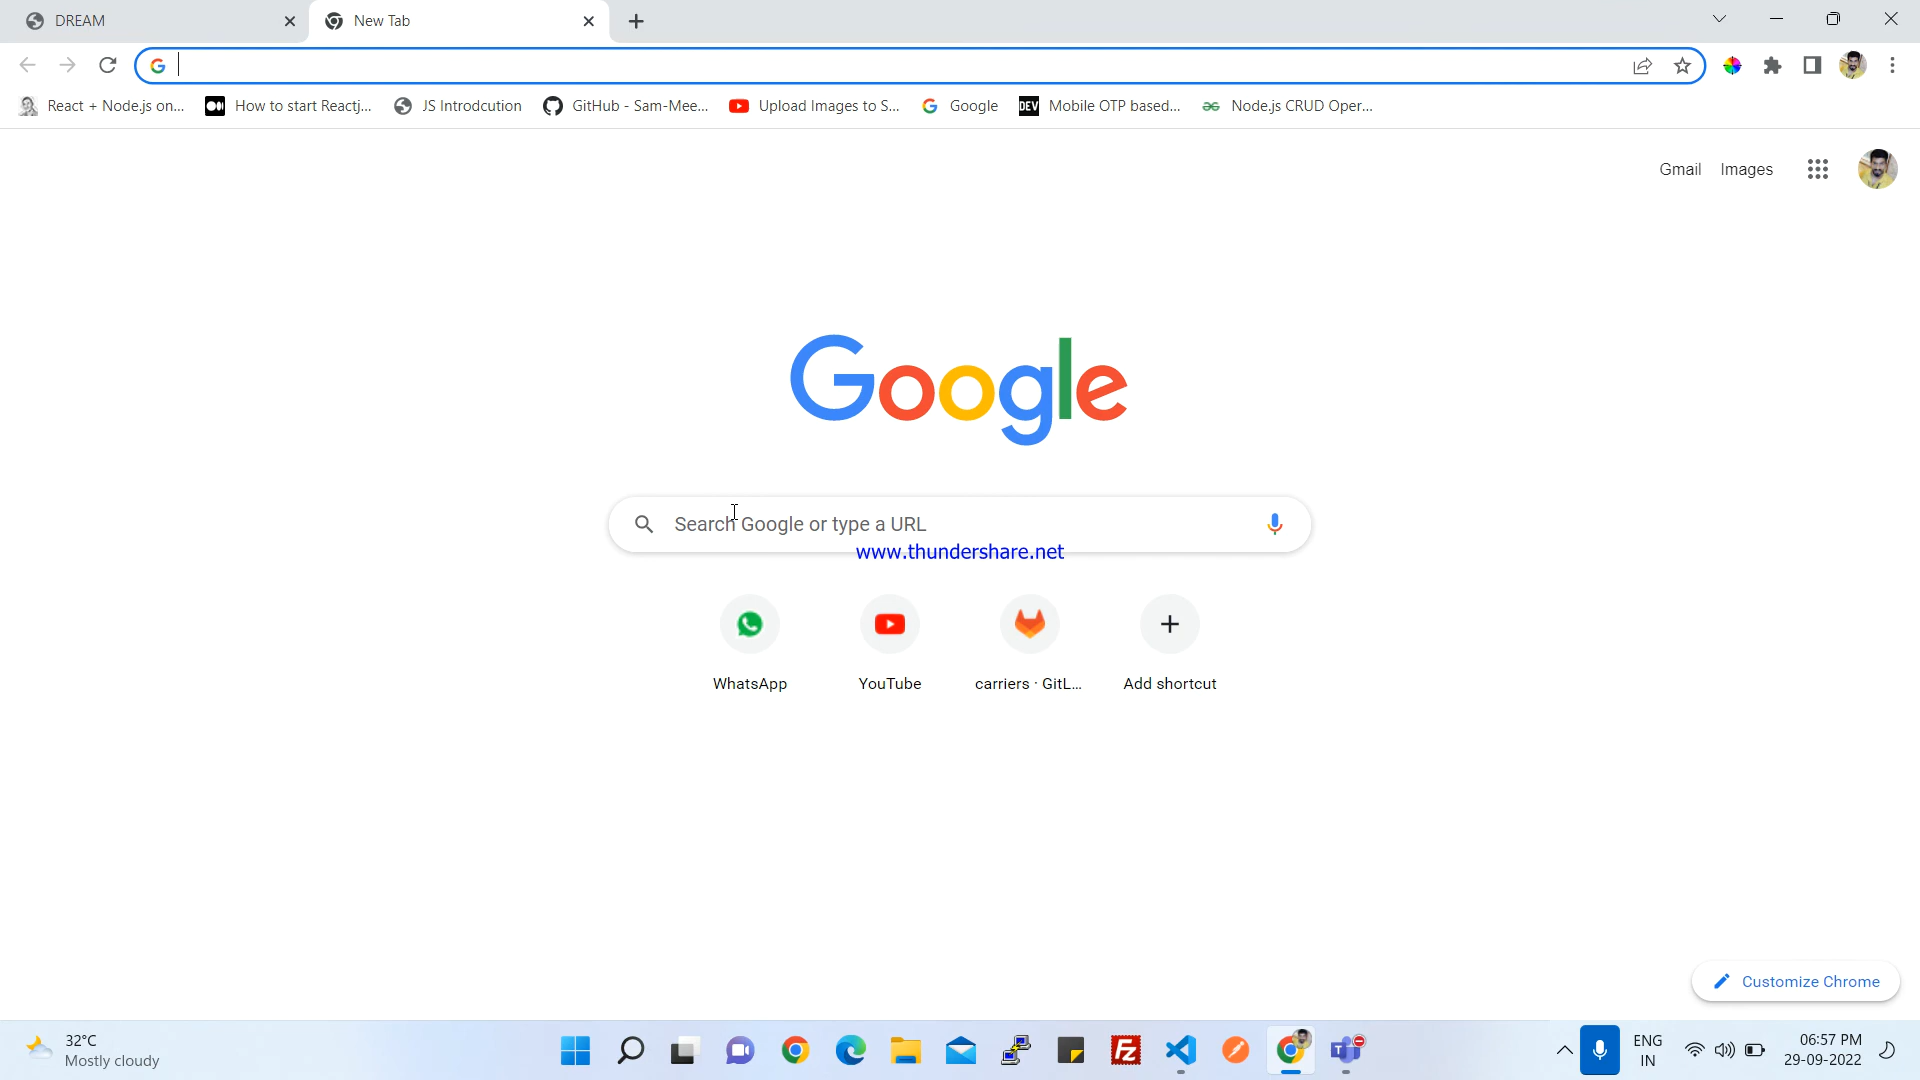 DREAM
New Tab
React + Node.js on...
How to start Reactj...
JS Introdcution
GitHub - Sam-Mee...
Upload Images to S...
Google
DEV
Mobile OTP based...
Node.js CRUD Oper...
Gmail
Images
Google
Search Google or type a URL
www.thundershare.net
WhatsApp
YouTube
carriers · GitL...
Add shortcut
Customize Chrome
32°C
Mostly cloudy
ENG
IN
06:57 PM
29-09-2022